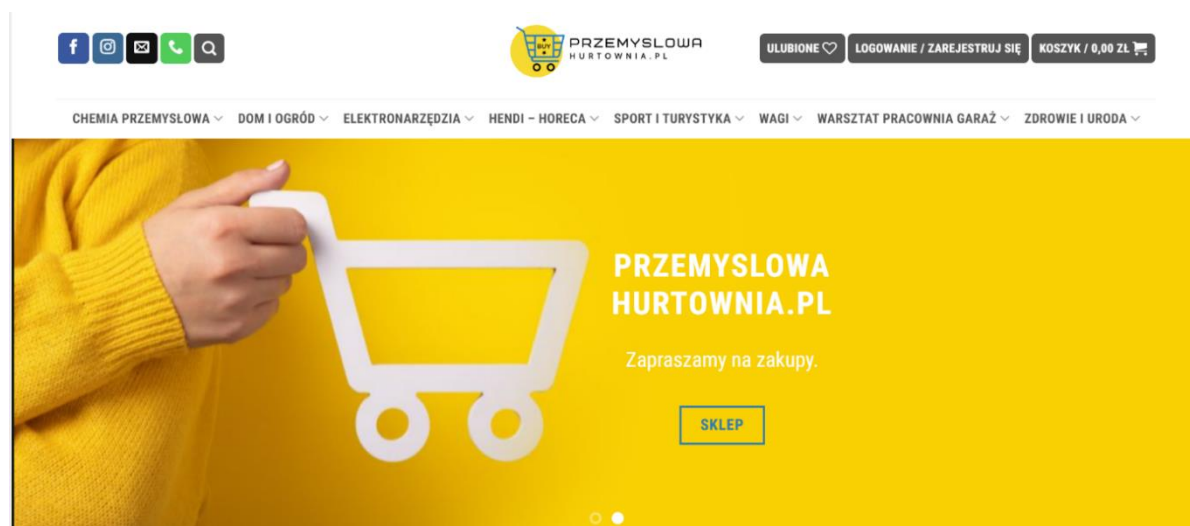 BUY
PRZEMYSLOWA
HURTOWNIA.PL
ULUBIONE
LOGOWANIE / ZAREJESTRUJ SIĘ
KOSZYK / 0,00 ZŁ
CHEMIA PRZEMYSŁOWA
DOM I OGRÓD
ELEKTRONARZĘDZIA
HENDI – HORECA
SPORT I TURYSTYKA
WAGI
WARSZTAT PRACOWNIA GARAŻ
ZDROWIE I URODA
PRZEMYSLOWA
HURTOWNIA.PL
Zapraszamy na zakupy.
SKLEP